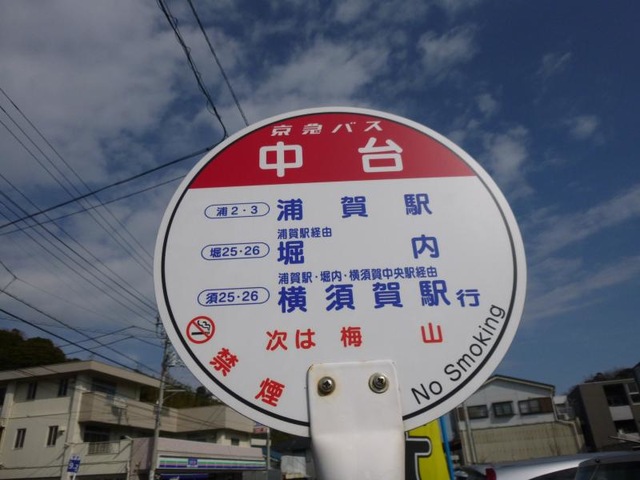 京急バス
中台
浦2・3 浦賀駅
浦賀駅経由
堀25・26 堀内
浦賀駅・堀内・横須賀中央駅経由
須25・26 横須賀駅行
次は 梅山
禁煙
No Smoking